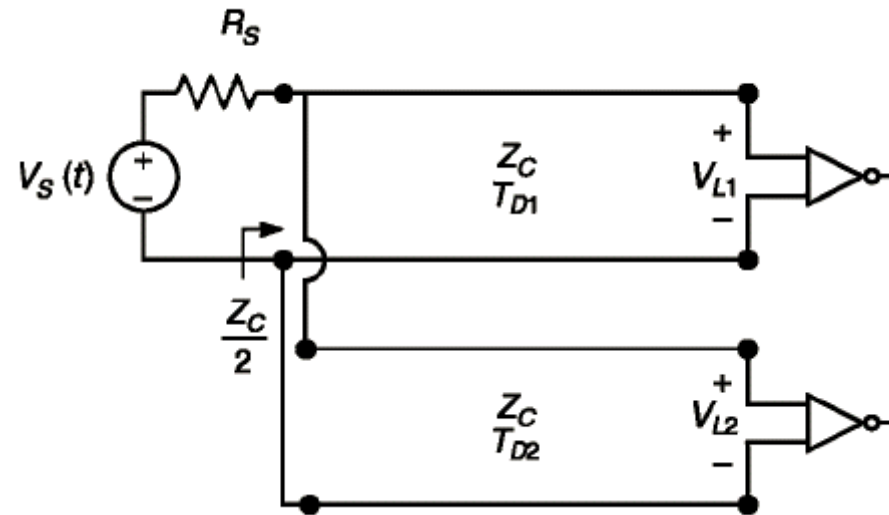 R_S
+
V_S (t)
−
Z_C
T_D1
+
V_L1
−
Z_C
2
Z_C
T_D2
+
V_L2
−